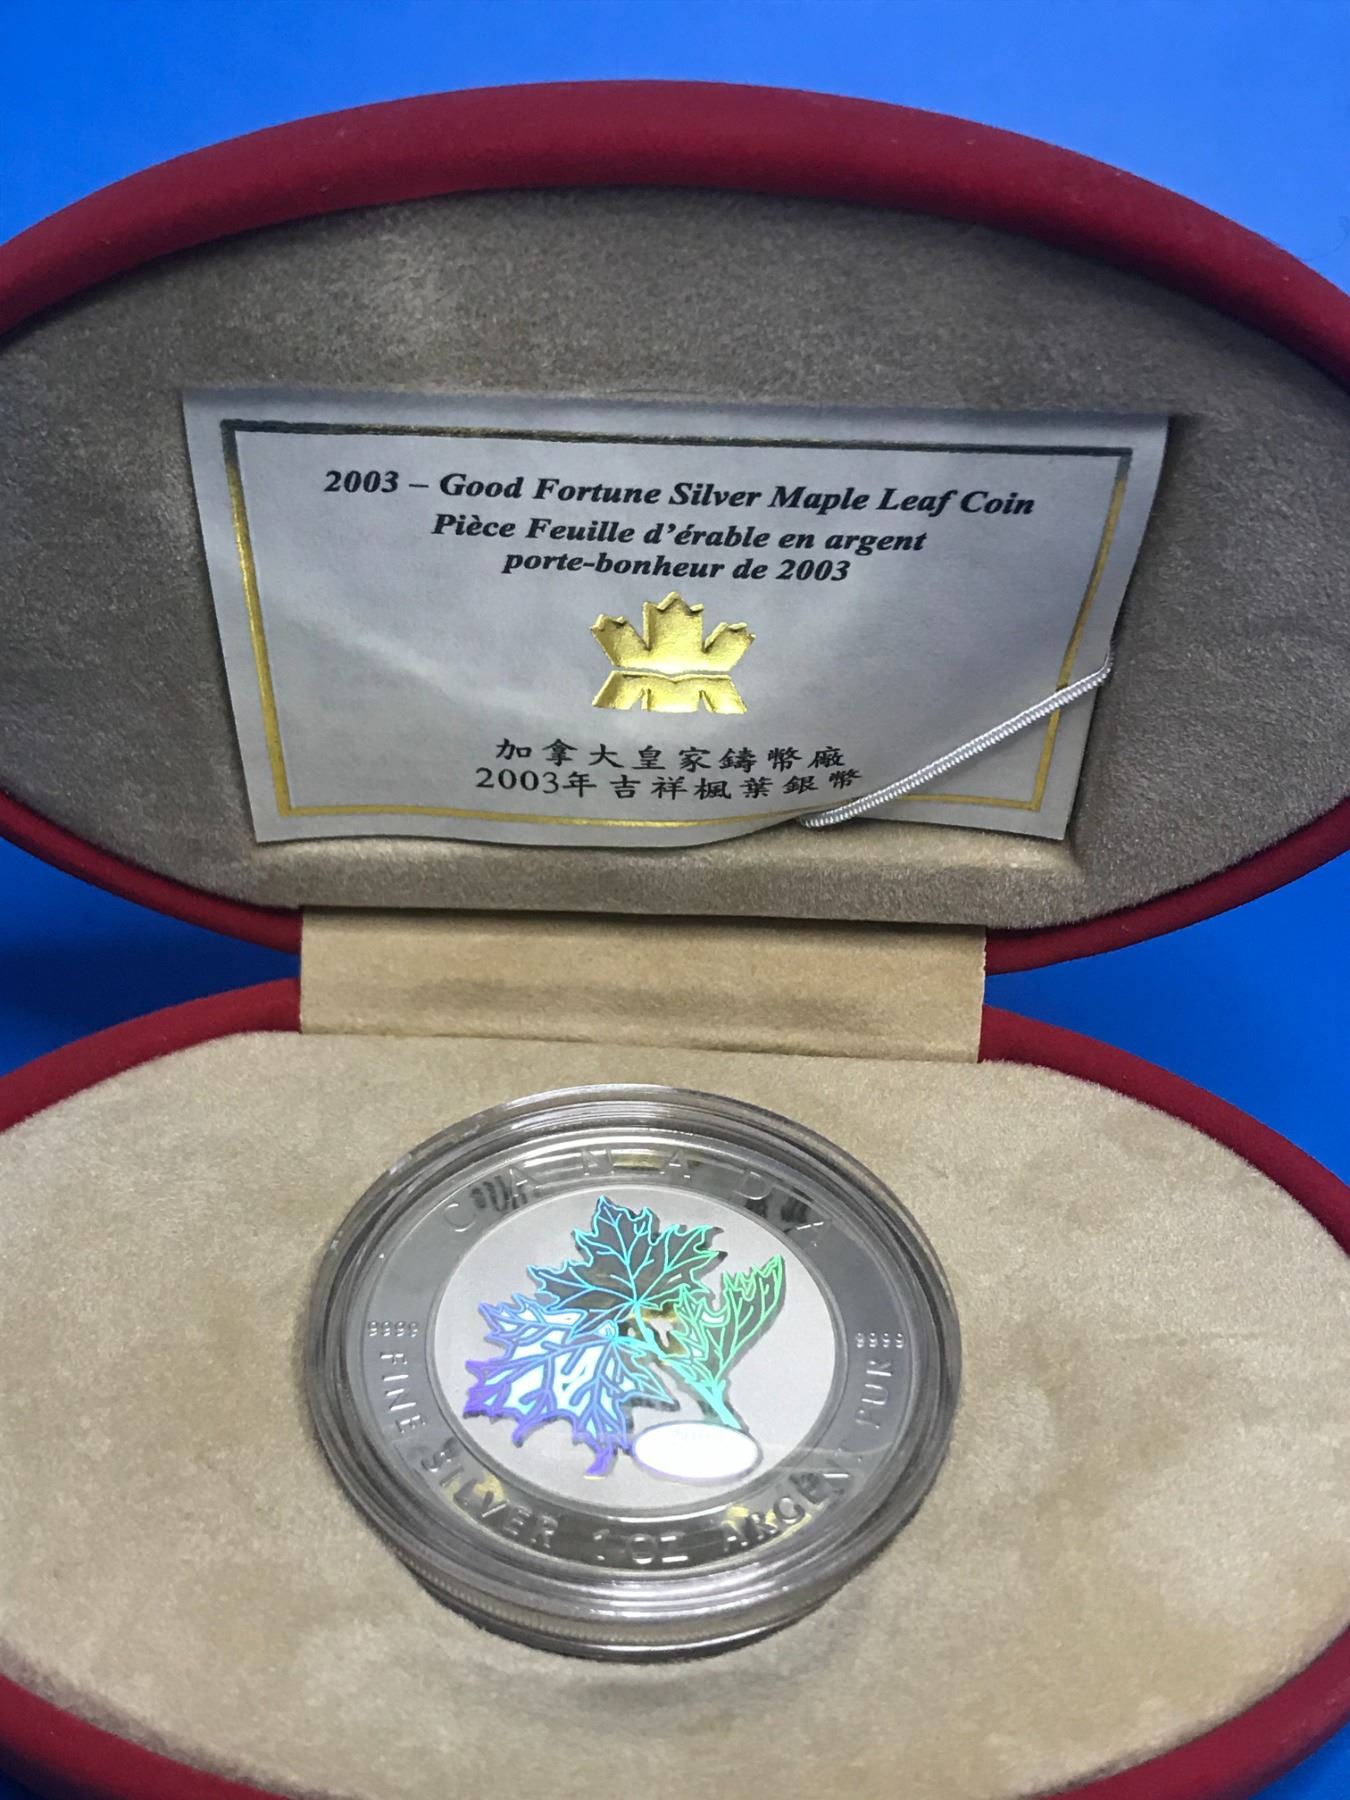 2003 – Good Fortune Silver Maple Leaf Coin
Pièce Feuille d'érable en argent
porte-bonheur de 2003
加拿大皇家鑄幣廠
2003年吉祥楓葉銀幣
CANADA
9999
9999
FINE SILVER 1 OZ ARGENT PUR